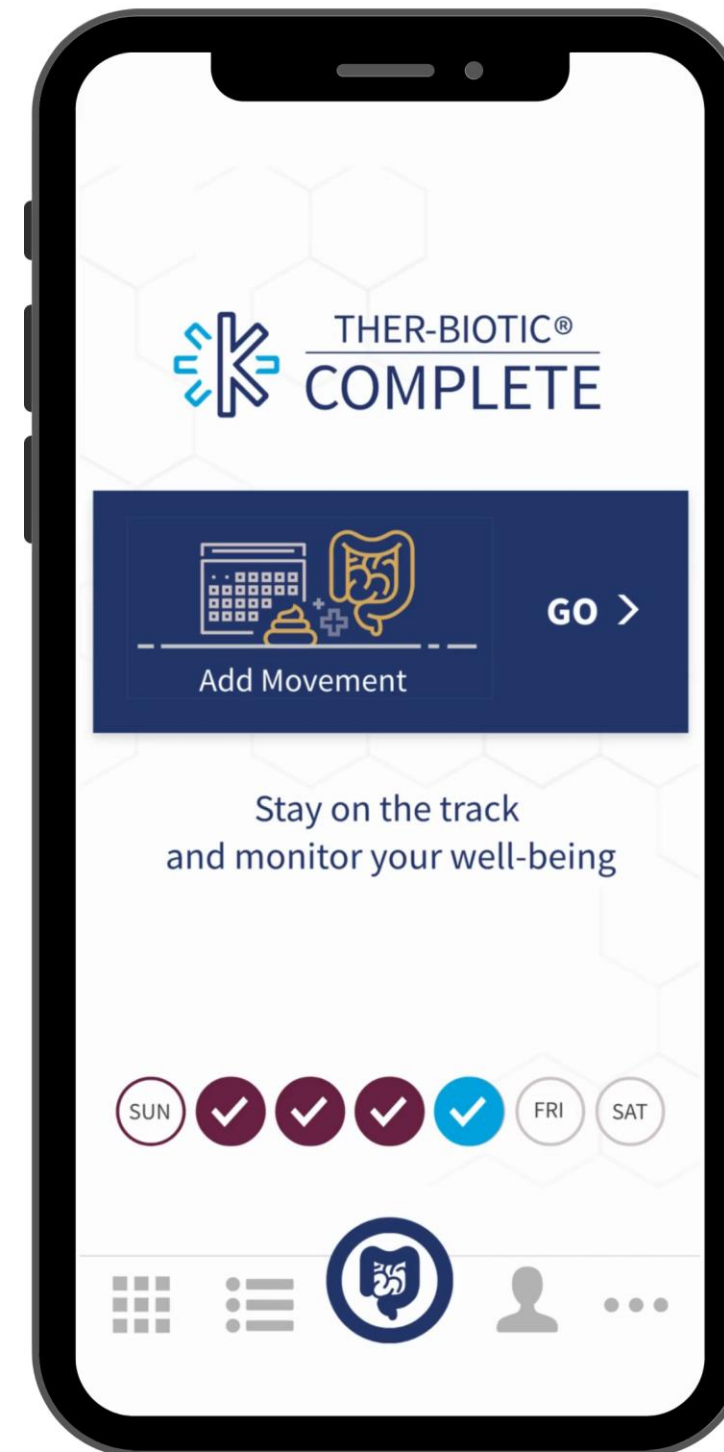 THER-BIOTIC®
COMPLETE
GO >
Add Movement
Stay on the track
and monitor your well-being
SUN FRI SAT